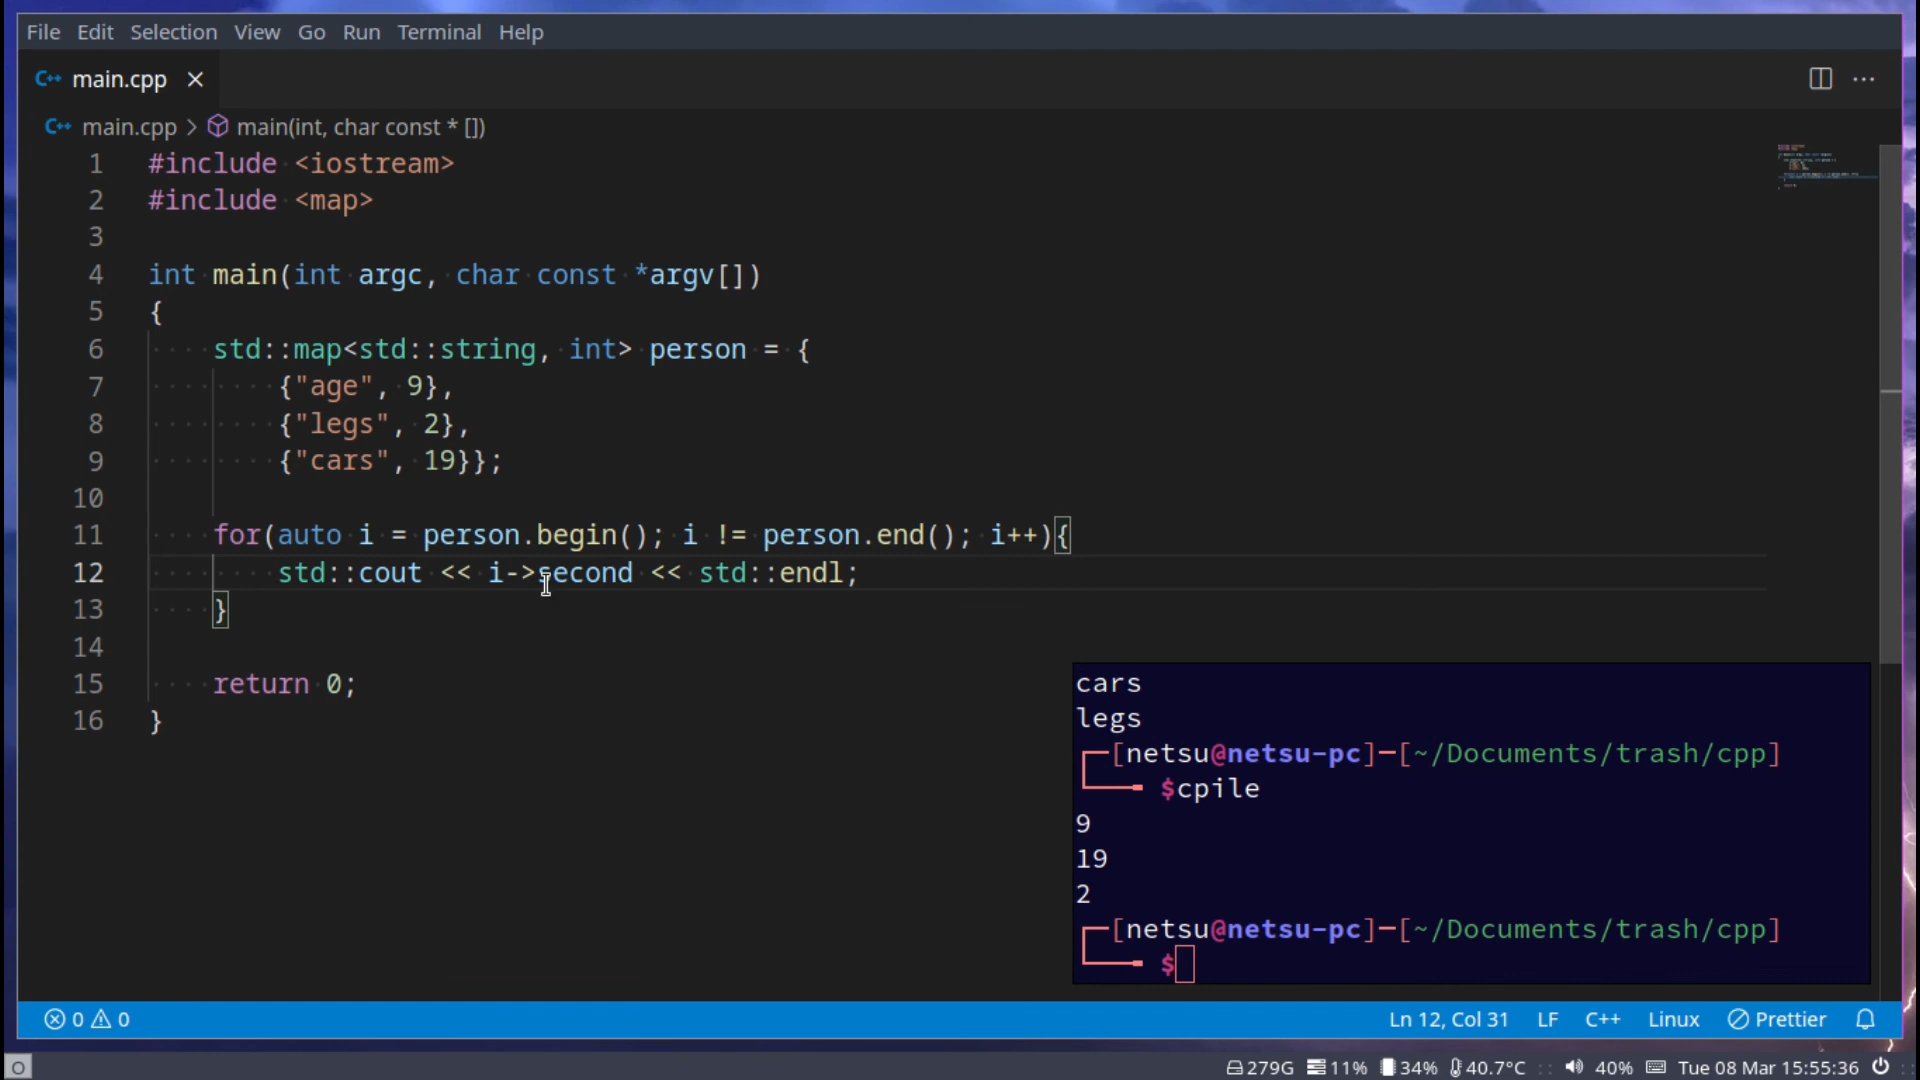 File Edit Selection View Go Run Terminal Help
C++ main.cpp ×
C++ main.cpp > main(int, char const * [])
1 #include <iostream>
2 #include <map>
3
4 int main(int argc, char const *argv[])
5 {
6 std::map<std::string, int> person = {
7 {"age", 9},
8 {"legs", 2},
9 {"cars", 19}};
10
11 for(auto i = person.begin(); i != person.end(); i++){
12 std::cout << i->second << std::endl;
13 }
14
15 return 0;
16 }
cars
legs
[netsu@netsu-pc]-[~/Documents/trash/cpp]
$cpile
9
19
2
[netsu@netsu-pc]-[~/Documents/trash/cpp]
$
0 0 Ln 12, Col 31 LF C++ Linux Prettier
279G 11% 34% 40.7°C :: 40% Tue 08 Mar 15:55:36